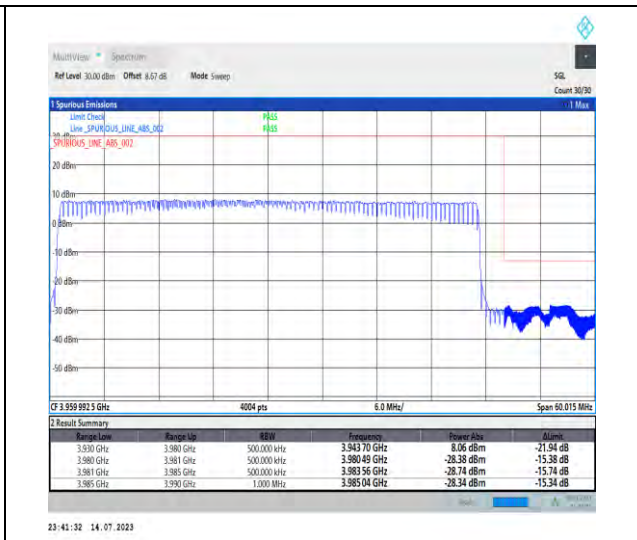 MultiView Spectrum
Ref Level 30.00 dBm Offset 8.67 dB Mode Sweep SGL
Count 30/30
1 Spurious Emissions 1 Max
Limit Check PASS
Line _SPURIOUS_LINE_ABS_002 PASS
30 dBm
_SPURIOUS_LINE_ABS_002
20 dBm
10 dBm
0 dBm
-10 dBm
-20 dBm
-30 dBm
-40 dBm
-50 dBm
CF 3.959 992 5 GHz 4004 pts 6.0 MHz/ Span 60.015 MHz
2 Result Summary
Range Low Range Up RBW Frequency Power Abs ΔLimit
3.930 GHz 3.980 GHz 500.000 kHz 3.943 70 GHz 8.06 dBm -21.94 dB
3.980 GHz 3.981 GHz 500.000 kHz 3.980 49 GHz -28.38 dBm -15.38 dB
3.981 GHz 3.985 GHz 500.000 kHz 3.983 56 GHz -28.74 dBm -15.74 dB
3.985 GHz 3.990 GHz 1.000 MHz 3.985 04 GHz -28.34 dBm -15.34 dB
23:41:32 14.07.2023